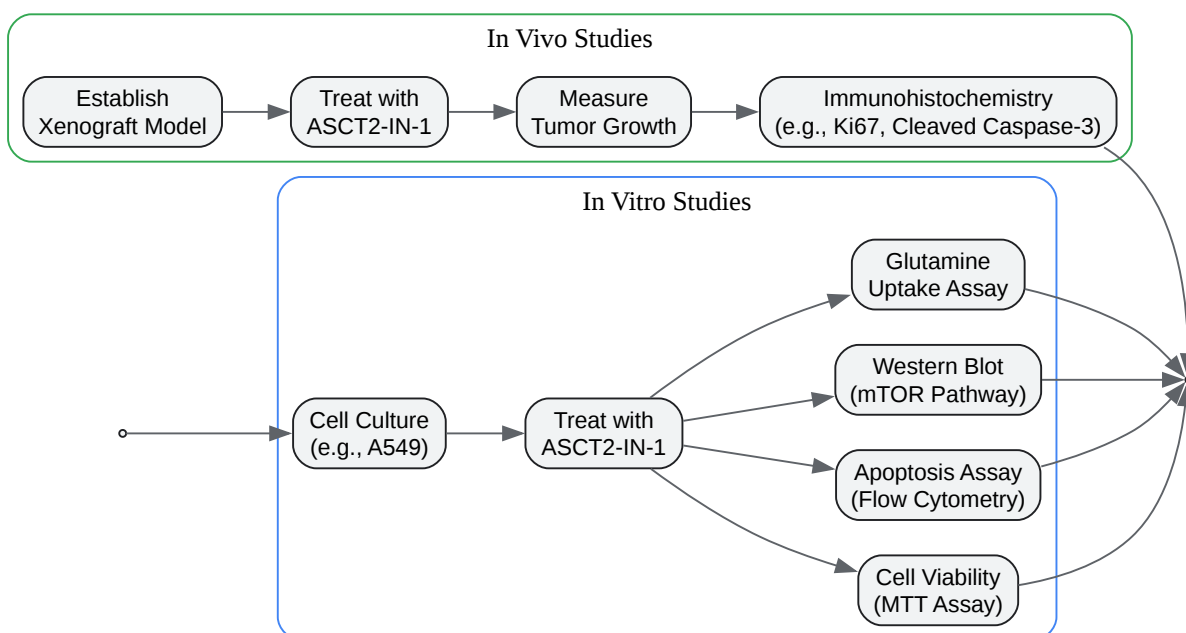 In Vivo Studies
Establish
Xenograft Model
Treat with
ASCT2-IN-1
Measure
Tumor Growth
Immunohistochemistry
(e.g., Ki67, Cleaved Caspase-3)
In Vitro Studies
Cell Culture
(e.g., A549)
Treat with
ASCT2-IN-1
Glutamine
Uptake Assay
Western Blot
(mTOR Pathway)
Apoptosis Assay
(Flow Cytometry)
Cell Viability
(MTT Assay)